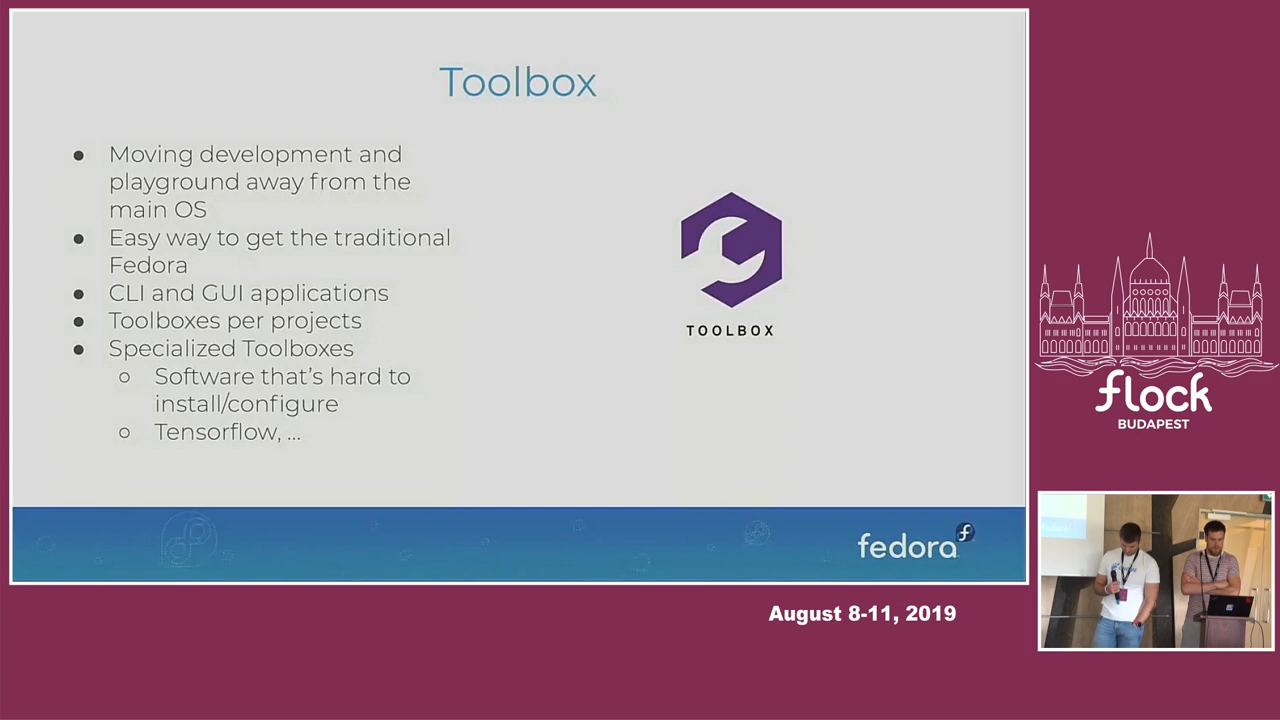 Toolbox
● Moving development and
playground away from the
main OS
● Easy way to get the traditional
Fedora
● CLI and GUI applications
● Toolboxes per projects
● Specialized Toolboxes
○ Software that's hard to
install/configure
○ Tensorflow, ...
TOOLBOX
fedora
flock
BUDAPEST
August 8-11, 2019